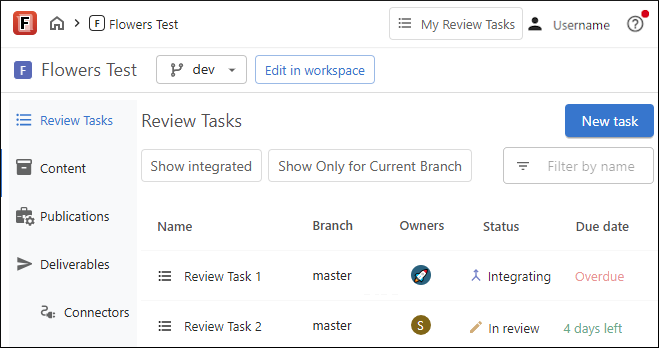 F Flowers Test My Review Tasks Username
F Flowers Test dev Edit in workspace
Review Tasks
Content
Publications
Deliverables
Connectors
Review Tasks New task
Show integrated Show Only for Current Branch Filter by name
Name Branch Owners Status Due date
Review Task 1 master Integrating Overdue
Review Task 2 master S In review 4 days left